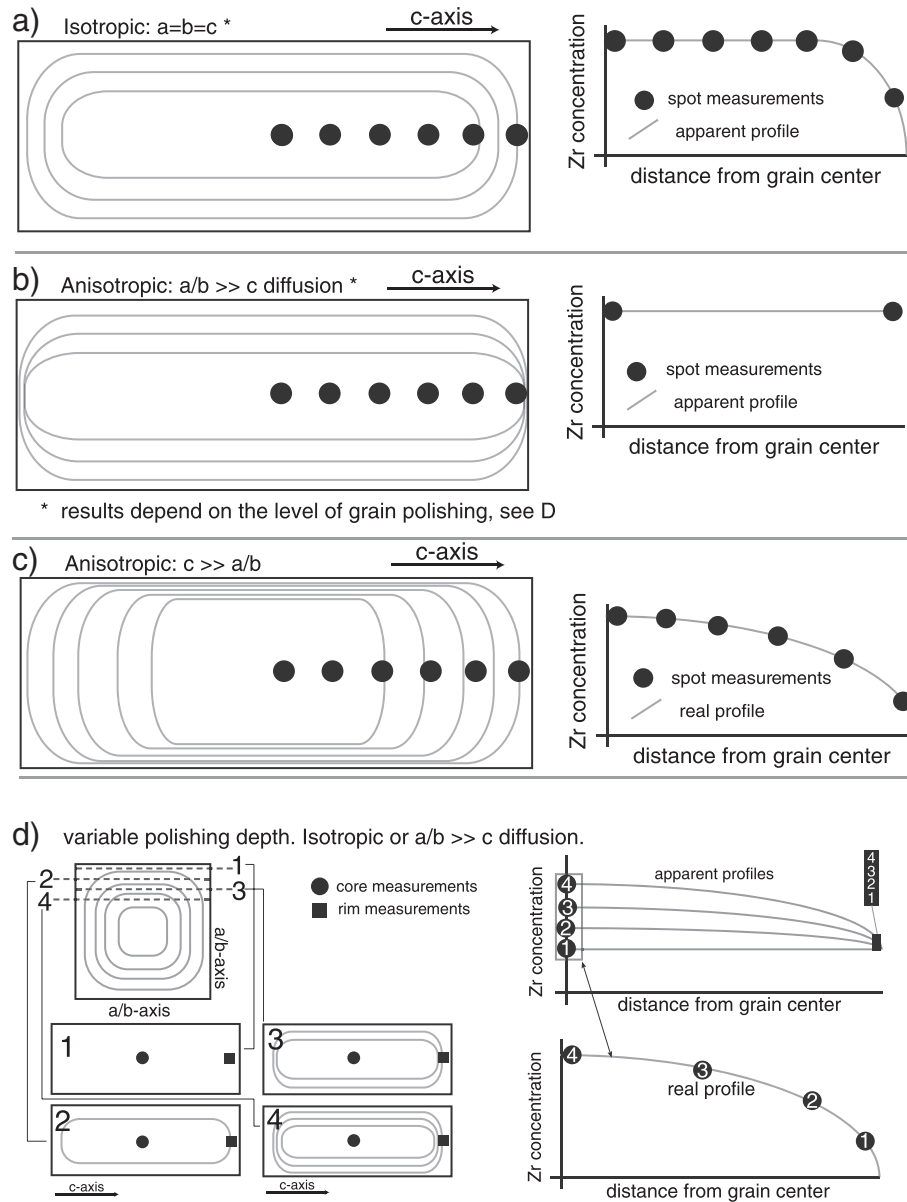 a)
Isotropic: a=b=c *
c-axis
Zr concentration
spot measurements
apparent profile
distance from grain center
b)
Anisotropic: a/b >> c diffusion *
c-axis
Zr concentration
spot measurements
apparent profile
distance from grain center
* results depend on the level of grain polishing, see D
c)
Anisotropic: c >> a/b
c-axis
Zr concentration
spot measurements
real profile
distance from grain center
d) variable polishing depth. Isotropic or a/b >> c diffusion.
1
2
3
4
a/b-axis
a/b-axis
core measurements
rim measurements
1
3
2
4
c-axis
c-axis
Zr concentration
apparent profiles
4
3
2
1
4
3
2
1
distance from grain center
Zr concentration
4
3
real profile
2
1
distance from grain center